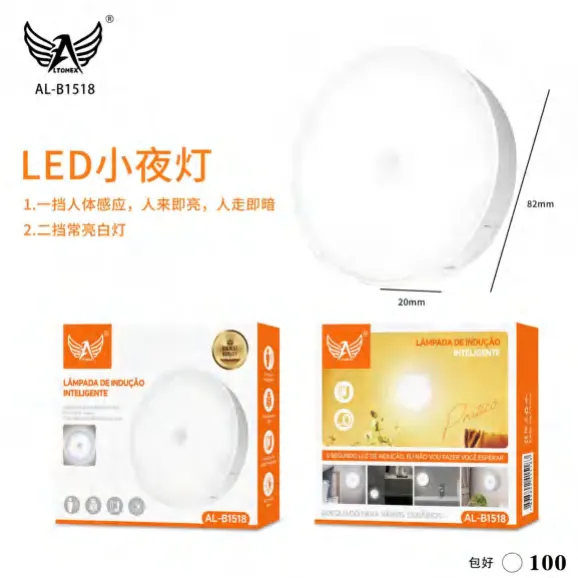 ®
ALTOMEX
AL-B1518
LED小夜灯
1.一挡人体感应，人来即亮，人走即暗
2.二挡常亮白灯
82mm
20mm
LÂMPADA DE INDUÇÃO
INTELIGENTE
AL-B1518
LÂMPADA DE INDUÇÃO
INTELIGENTE
Prático
AL-B1518
包好 100